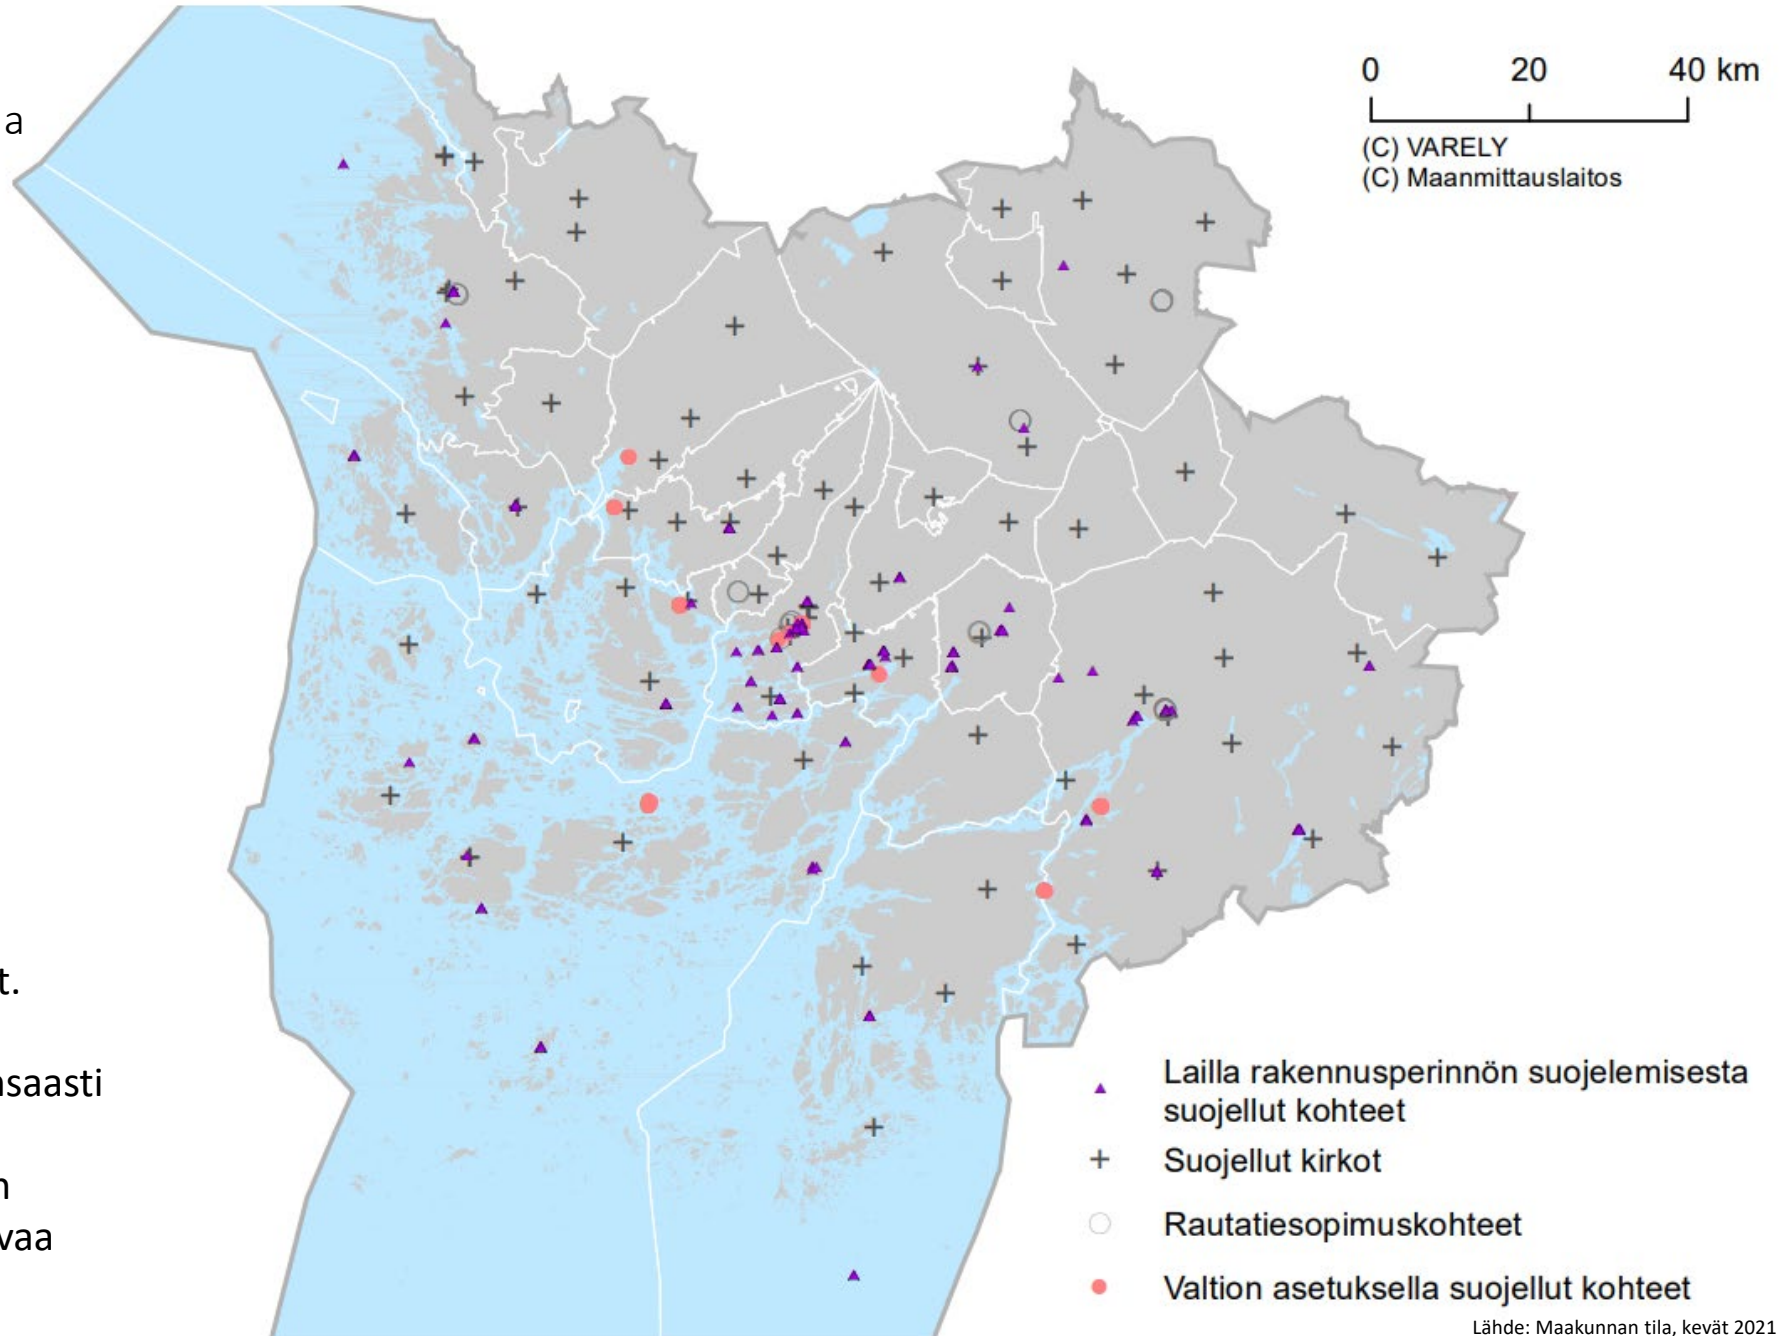 a
t.
saasti
n
vaa
0 20 40 km
(C) VARELY
(C) Maanmittauslaitos
Lailla rakennusperinnön suojelemisesta
suojellut kohteet
Suojellut kirkot
Rautatiesopimuskohteet
Valtion asetuksella suojellut kohteet
Lähde: Maakunnan tila, kevät 2021